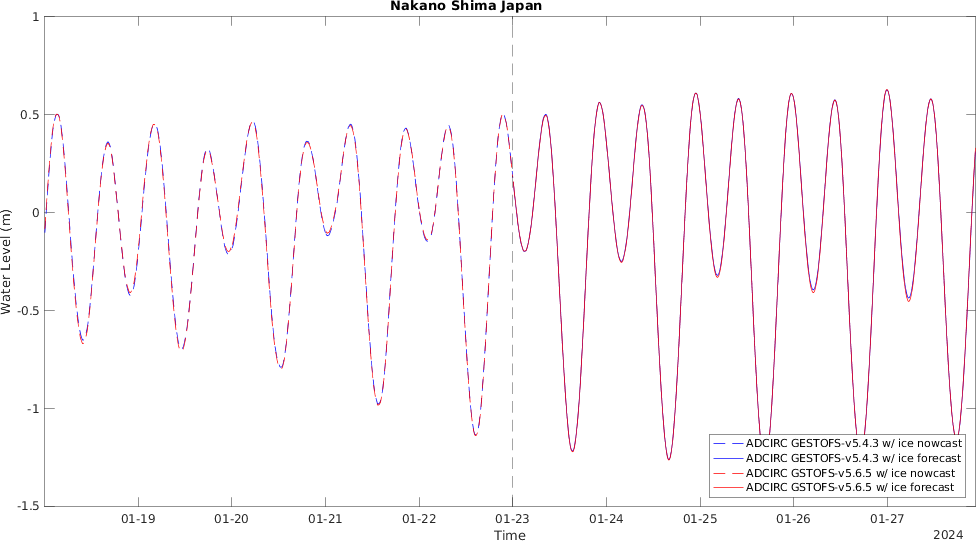 Nakano Shima Japan
1
0.5
0
-0.5
-1
-1.5
Water Level (m)
01-19 01-20 01-21 01-22 01-23 01-24 01-25 01-26 01-27
Time
2024
ADCIRC GESTOFS-v5.4.3 w/ ice nowcast
ADCIRC GESTOFS-v5.4.3 w/ ice forecast
ADCIRC GSTOFS-v5.6.5 w/ ice nowcast
ADCIRC GSTOFS-v5.6.5 w/ ice forecast